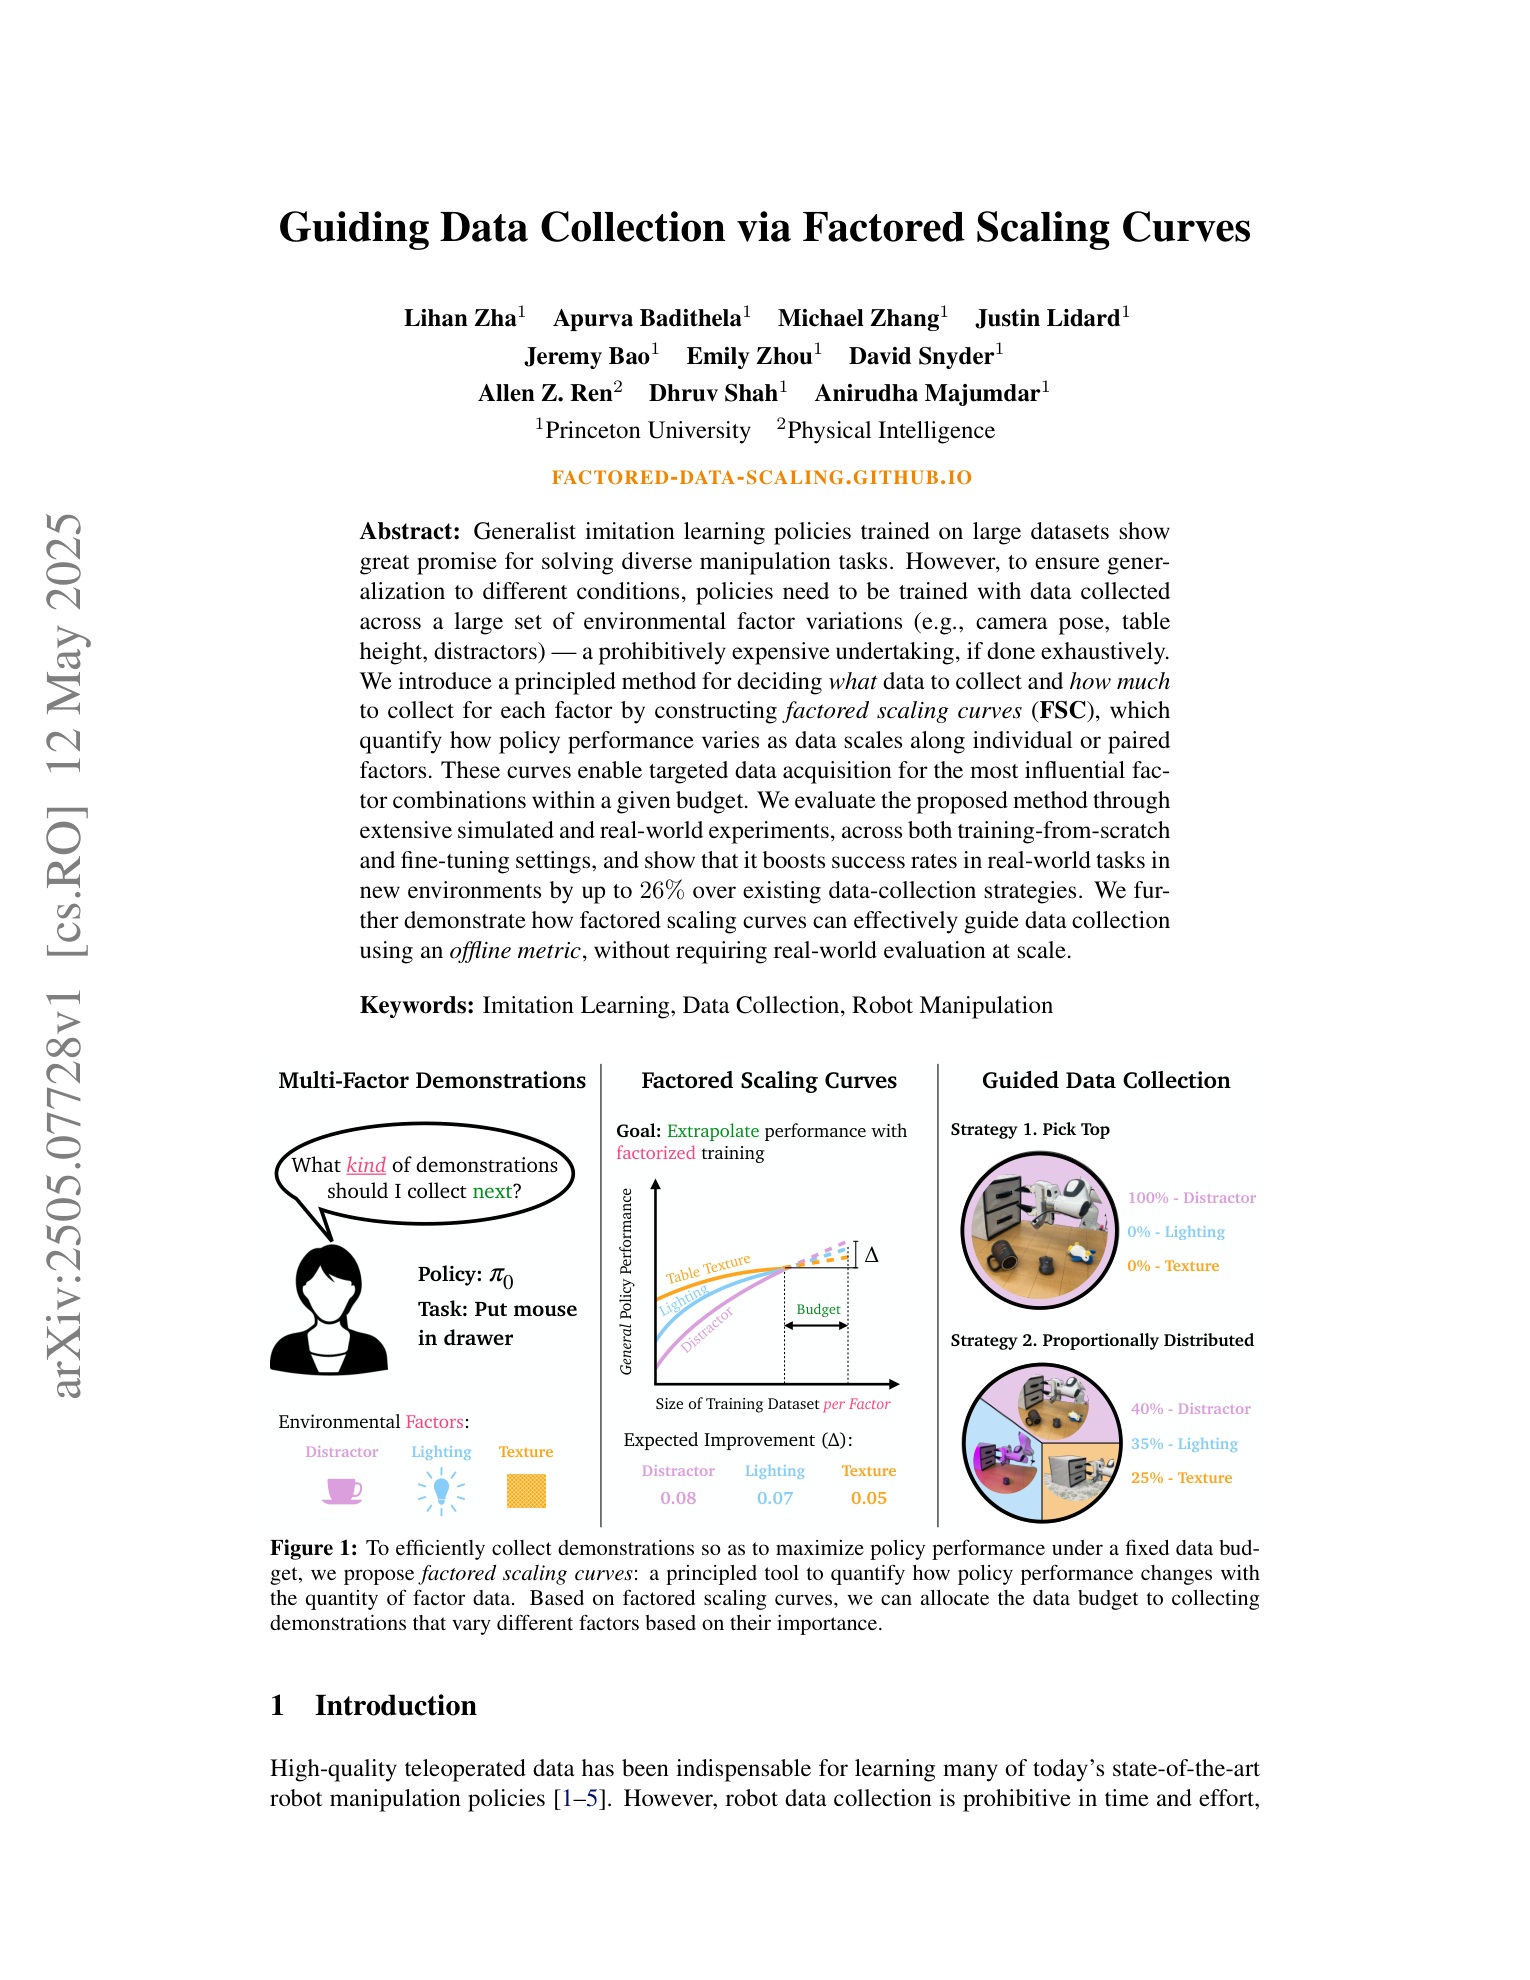 arXiv:2505.07728v1 [cs.RO] 12 May 2025
Guiding Data Collection via Factored Scaling Curves
Lihan Zha1 Apurva Badithela1 Michael Zhang1 Justin Lidard1
Jeremy Bao1 Emily Zhou1 David Snyder1
Allen Z. Ren2 Dhruv Shah1 Anirudha Majumdar1
1Princeton University 2Physical Intelligence
FACTORED-DATA-SCALING.GITHUB.IO
Abstract: Generalist imitation learning policies trained on large datasets show
great promise for solving diverse manipulation tasks. However, to ensure gener-
alization to different conditions, policies need to be trained with data collected
across a large set of environmental factor variations (e.g., camera pose, table
height, distractors) — a prohibitively expensive undertaking, if done exhaustively.
We introduce a principled method for deciding what data to collect and how much
to collect for each factor by constructing factored scaling curves (FSC), which
quantify how policy performance varies as data scales along individual or paired
factors. These curves enable targeted data acquisition for the most influential fac-
tor combinations within a given budget. We evaluate the proposed method through
extensive simulated and real-world experiments, across both training-from-scratch
and fine-tuning settings, and show that it boosts success rates in real-world tasks in
new environments by up to 26% over existing data-collection strategies. We fur-
ther demonstrate how factored scaling curves can effectively guide data collection
using an offline metric, without requiring real-world evaluation at scale.
Keywords: Imitation Learning, Data Collection, Robot Manipulation
Multi-Factor Demonstrations
What kind of demonstrations
should I collect next?
Policy: π0
Task: Put mouse
in drawer
Environmental Factors:
Distractor Lighting Texture
Factored Scaling Curves
Goal: Extrapolate performance with
factorized training
General Policy Performance
Table Texture
Lighting
Distractor
Δ
Budget
Size of Training Dataset per Factor
Expected Improvement (Δ):
Distractor Lighting Texture
0.08 0.07 0.05
Guided Data Collection
Strategy 1. Pick Top
100% - Distractor
0% - Lighting
0% - Texture
Strategy 2. Proportionally Distributed
40% - Distractor
35% - Lighting
25% - Texture
Figure 1: To efficiently collect demonstrations so as to maximize policy performance under a fixed data bud-
get, we propose factored scaling curves: a principled tool to quantify how policy performance changes with
the quantity of factor data. Based on factored scaling curves, we can allocate the data budget to collecting
demonstrations that vary different factors based on their importance.
1 Introduction
High-quality teleoperated data has been indispensable for learning many of today's state-of-the-art
robot manipulation policies [1–5]. However, robot data collection is prohibitive in time and effort,